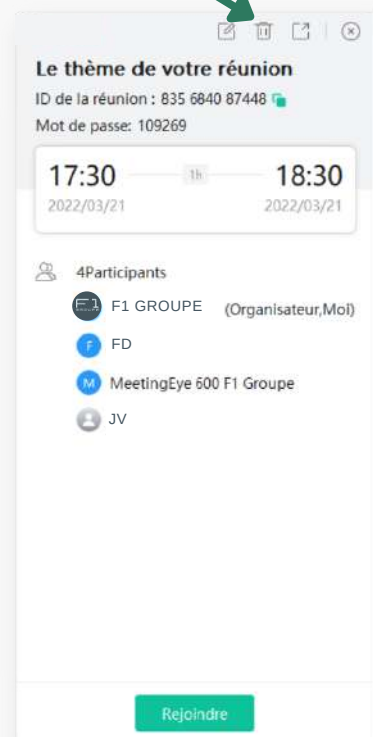 Le thème de votre réunion
ID de la réunion : 835 6840 87448
Mot de passe: 109269
17:30 1h 18:30
2022/03/21 2022/03/21
4Participants
F1 F1 GROUPE (Organisateur,Moi)
F FD
M MeetingEye 600 F1 Groupe
JV
Rejoindre